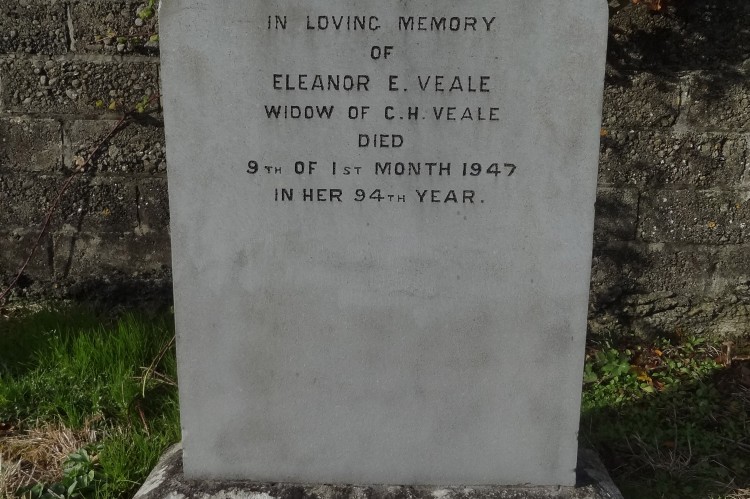 IN LOVING MEMORY
OF
ELEANOR E. VEALE
WIDOW OF C.H. VEALE
DIED
9TH OF 1ST MONTH 1947
IN HER 94TH YEAR.